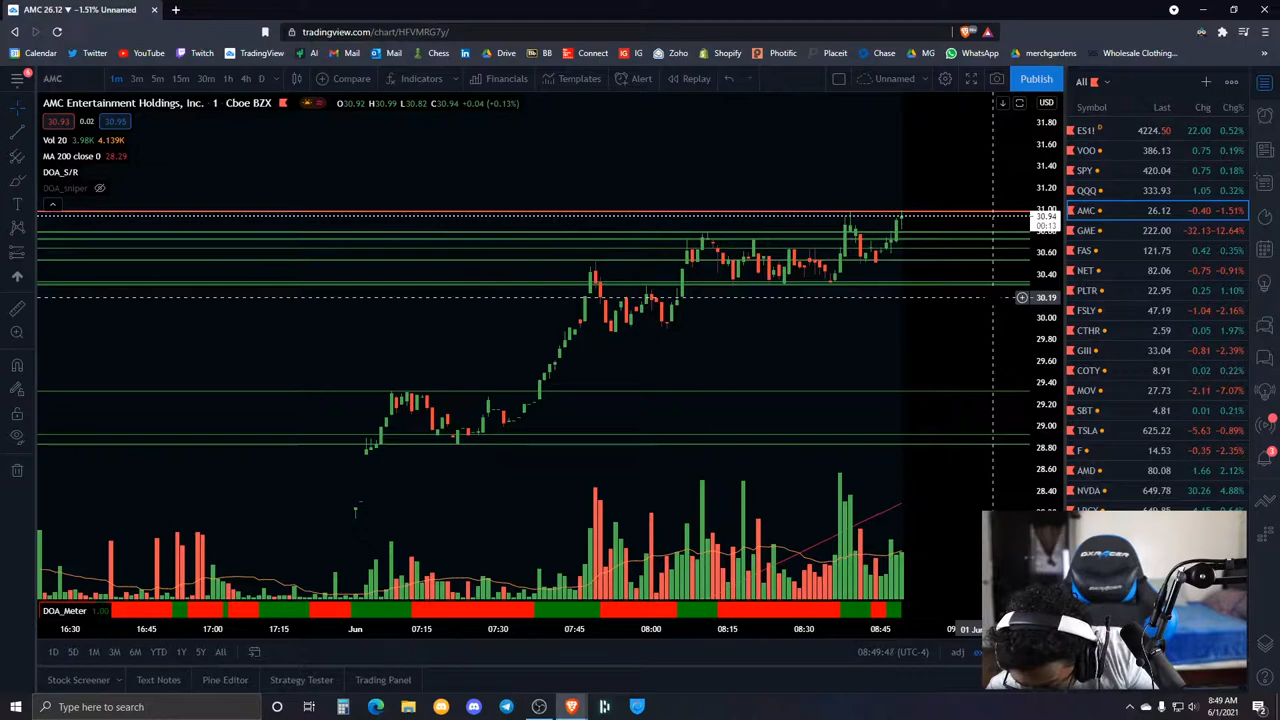 AMC 26.12 ▼ −1.51% Unnamed
tradingview.com/chart/HFVMRG7y/
Calendar Twitter YouTube Twitch TradingView AI Mail Outlook Mail LinkedIn Drive BB Connect IG Zoho Shopify Photific Placeit Chase Drive merchgardens Wholesale Clothing...
AMC 1m 3m 5m 15m 30m 1h 4h D Compare Indicators Financials Templates Alert Replay Unnamed Publish
All
AMC Entertainment Holdings, Inc. · 1 · Cboe BZX O30.92 H30.99 L30.82 C30.94 +0.04 (+0.13%)
USD
30.93 0.02 30.95
Vol 20 3.98K 4.139K
MA 200 close 0 28.29
DOA_S/R
DOA_sniper
31.80
31.60
31.40
31.20
31.00
30.94
00:13
30.60
30.40
30.19
30.00
29.80
29.60
29.40
29.20
29.00
28.80
28.60
28.40
Symbol Last Chg Chg%
ES1! D 4224.50 22.00 0.52%
VOO 386.13 0.75 0.19%
SPY 420.04 0.75 0.18%
QQQ 333.93 1.05 0.32%
AMC 26.12 −0.40 −1.51%
GME 222.00 −32.13 −12.64%
FAS 121.75 0.42 0.35%
NET 82.06 −0.75 −0.91%
PLTR 22.95 0.25 1.10%
FSLY 47.19 −1.04 −2.16%
CTHR 2.59 0.05 1.97%
GIII 33.04 −0.81 −2.39%
COTY 8.91 0.02 0.22%
MOV 27.73 −2.11 −7.07%
SBT 4.81 0.01 0.21%
TSLA 625.22 −5.63 −0.89%
F 14.53 −0.35 −2.35%
AMD 80.08 1.66 2.12%
NVDA 649.78 30.26 4.88%
DOA_Meter 1.00
16:30 16:45 17:00 17:15 Jun 07:15 07:30 07:45 08:00 08:15 08:30 08:45 01 Jun
1D 5D 1M 3M 6M YTD 1Y 5Y All
(UTC-4) adj
Stock Screener Text Notes Pine Editor Strategy Tester Trading Panel
DXRACER
Type here to search
8:49 AM
6/1/2021